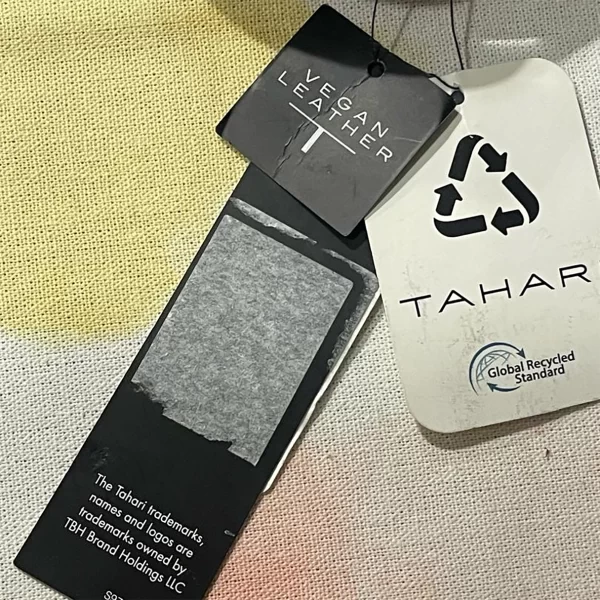 VEGAN
LEATHER
T
TAHAR
Global Recycled
Standard
The Tahari trademarks,
names and logos are
trademarks owned by
TBH Brand Holdings LLC